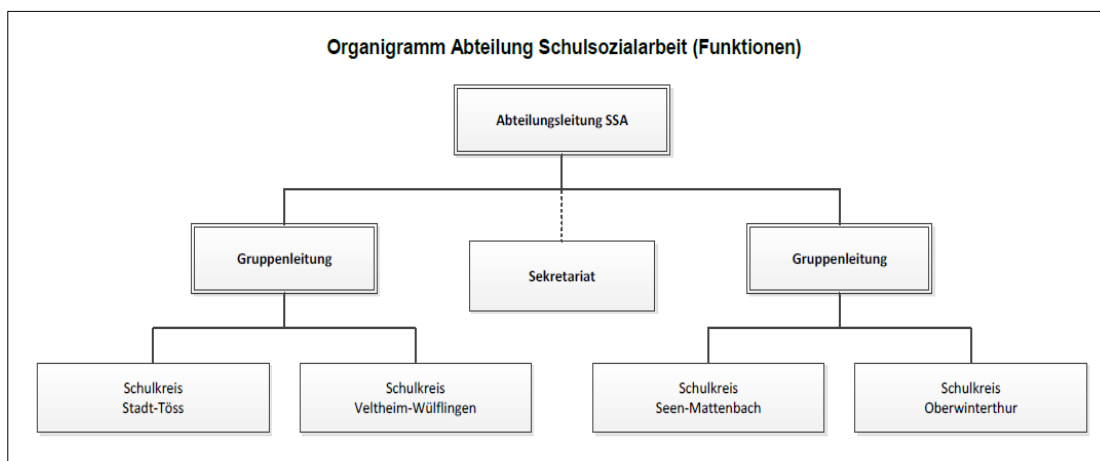 Organigramm Abteilung Schulsozialarbeit (Funktionen)
Abteilungsleitung SSA
Gruppenleitung
Sekretariat
Gruppenleitung
Schulkreis
Stadt-Töss
Schulkreis
Veltheim-Wülflingen
Schulkreis
Seen-Mattenbach
Schulkreis
Oberwinterthur